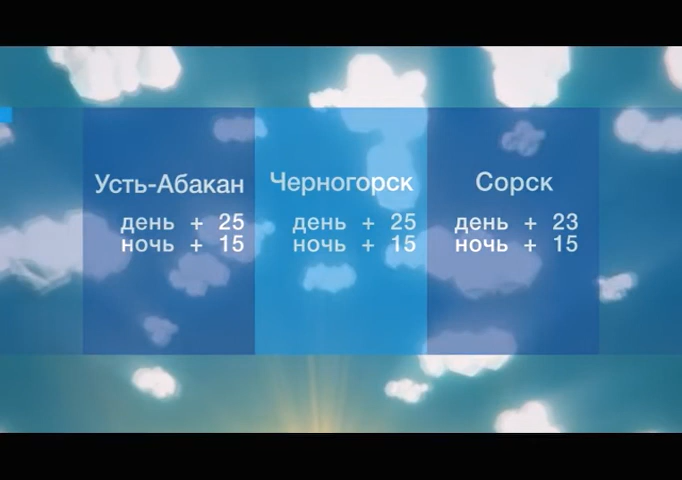 Усть-Абакан
день + 25
ночь + 15
Черногорск
день + 25
ночь + 15
Сорск
день + 23
ночь + 15